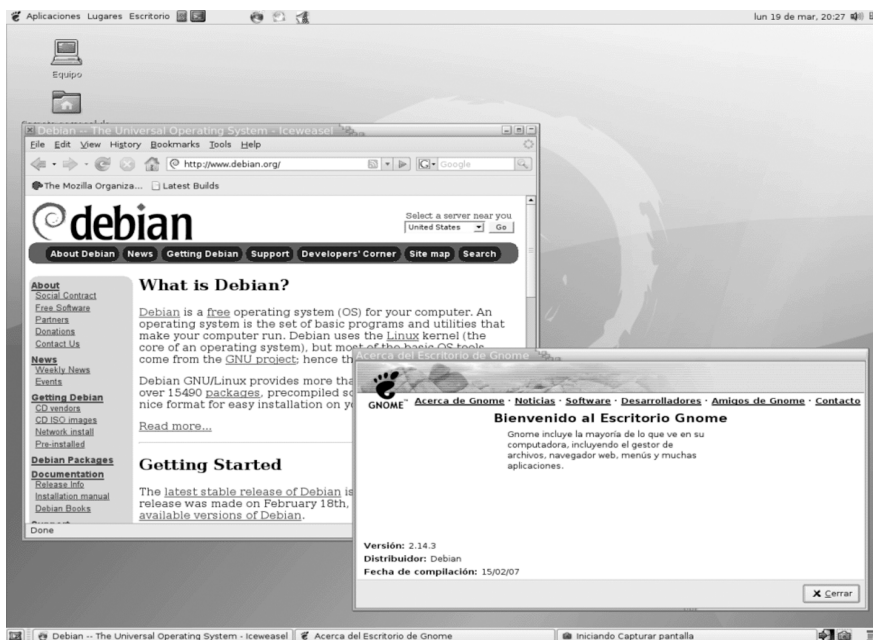 Aplicaciones Lugares Escritorio
lun 19 de mar, 20:27
Equipo
Debian -- The Universal Operating System - Iceweasel
File Edit View History Bookmarks Tools Help
http://www.debian.org/
G Google
The Mozilla Organiza... Latest Builds
debian
Select a server near you
United States Go
About Debian News Getting Debian Support Developers' Corner Site map Search
About
Social Contract
Free Software
Partners
Donations
Contact Us
News
Weekly News
Events
Getting Debian
CD vendors
CD ISO images
Network install
Pre-installed
Debian Packages
Documentation
Release Info
Installation manual
Debian Books
What is Debian?
Debian is a free operating system (OS) for your computer. An
operating system is the set of basic programs and utilities that
make your computer run. Debian uses the Linux kernel (the
core of an operating system), but most of the basic OS tools
come from the GNU project; hence th
Debian GNU/Linux provides more tha
over 15490 packages, precompiled so
nice format for easy installation on yo
Read more...
Getting Started
The latest stable release of Debian is
release was made on February 18th,
available versions of Debian.
Done
Acerca del Escritorio de Gnome
GNOME™
Acerca de Gnome · Noticias · Software · Desarrolladores · Amigos de Gnome · Contacto
Bienvenido al Escritorio Gnome
Gnome incluye la mayoría de lo que ve en su
computadora, incluyendo el gestor de
archivos, navegador web, menús y muchas
aplicaciones.
Versión: 2.14.3
Distribuidor: Debian
Fecha de compilación: 15/02/07
Cerrar
Debian -- The Universal Operating System - Iceweasel
Acerca del Escritorio de Gnome
Iniciando Capturar pantalla